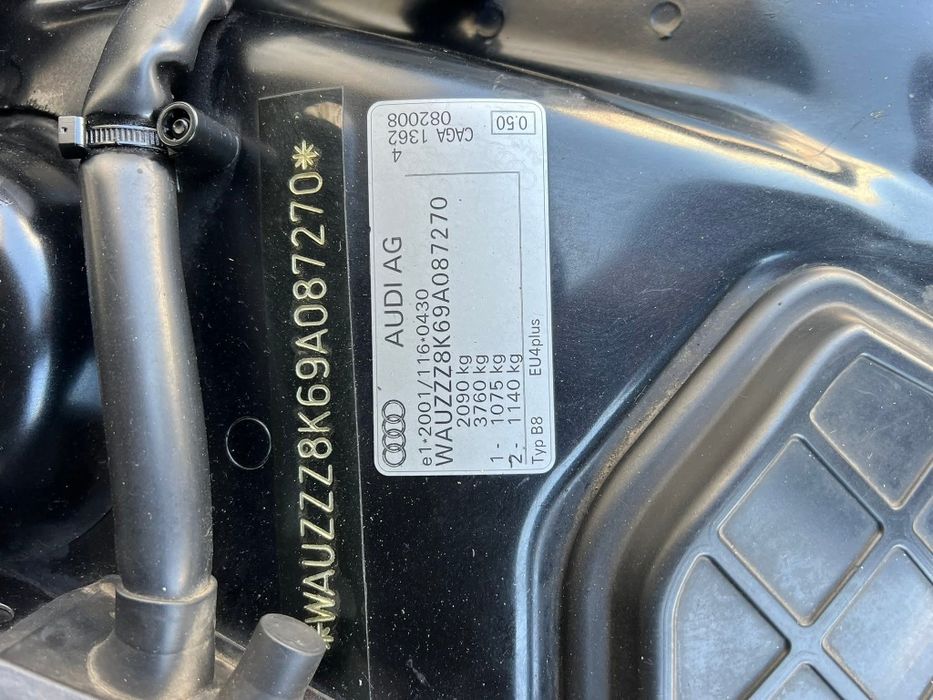 *WAUZZZ8K69A087270*
AUDI AG
e1*2001/116*0430
WAUZZZ8K69A087270
2090 kg
3760 kg
1- 1075 kg
2- 1140 kg
Typ B8 EU4plus
4
CAGA 1362
082008
0.50